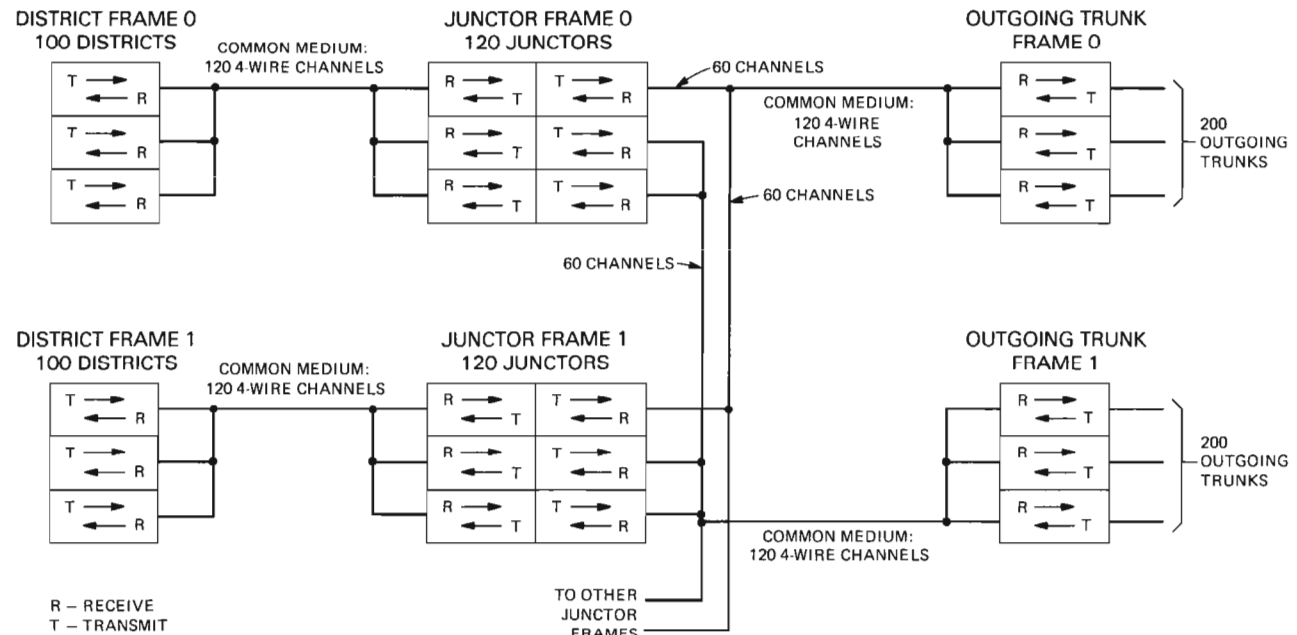 DISTRICT FRAME 0
100 DISTRICTS
COMMON MEDIUM:
120 4-WIRE CHANNELS
JUNCTOR FRAME 0
120 JUNCTORS
OUTGOING TRUNK
FRAME 0
T
R
T
R
T
R
R
T
T
R
R
T
T
R
R
T
T
R
60 CHANNELS
COMMON MEDIUM:
120 4-WIRE
CHANNELS
60 CHANNELS
60 CHANNELS
R
T
R
T
R
T
200
OUTGOING
TRUNKS
DISTRICT FRAME 1
100 DISTRICTS
COMMON MEDIUM:
120 4-WIRE CHANNELS
JUNCTOR FRAME 1
120 JUNCTORS
OUTGOING TRUNK
FRAME 1
T
R
T
R
T
R
R
T
T
R
R
T
T
R
R
T
T
R
R
T
R
T
R
T
200
OUTGOING
TRUNKS
COMMON MEDIUM:
120 4-WIRE CHANNELS
R – RECEIVE
T – TRANSMIT
TO OTHER
JUNCTOR
FRAMES